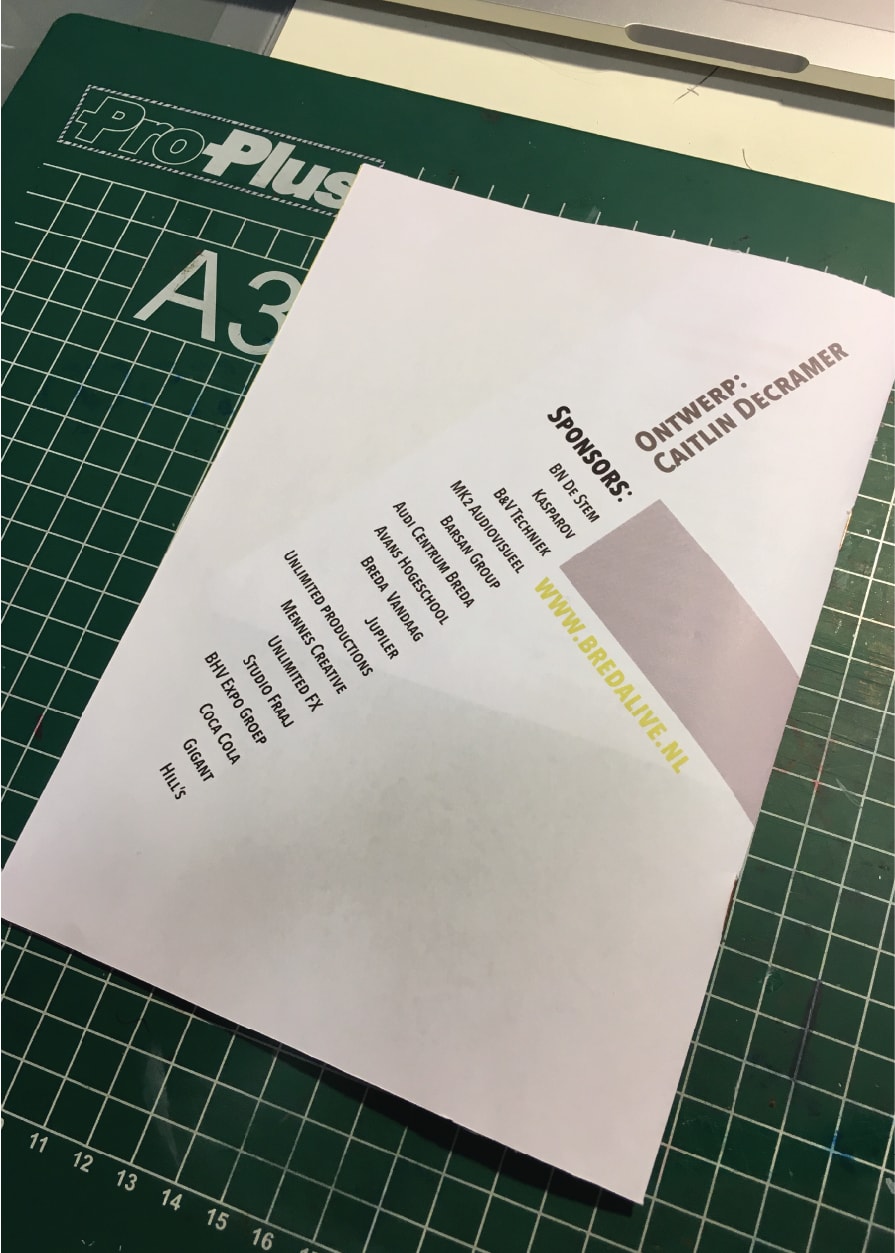 Pro-Plus
A3
ONTWERP:
CAITLIN DECRAMER
SPONSORS:
BN DE STEM
KASPAROV
B&V TECHNIEK
MK2 AUDIOVISUEEL
BARSAN GROUP
AUDI CENTRUM BREDA
AVANS HOGESCHOOL
BREDA VANDAAG
JUPILER
UNLIMITED PRODUCTIONS
MENNES CREATIVE
UNLIMITED FX
STUDIO FRAAJ
BHV EXPO GROEP
COCA COLA
GIGANT
HILL'S
WWW.BREDALIVE.NL
11 12 13 14 15 16